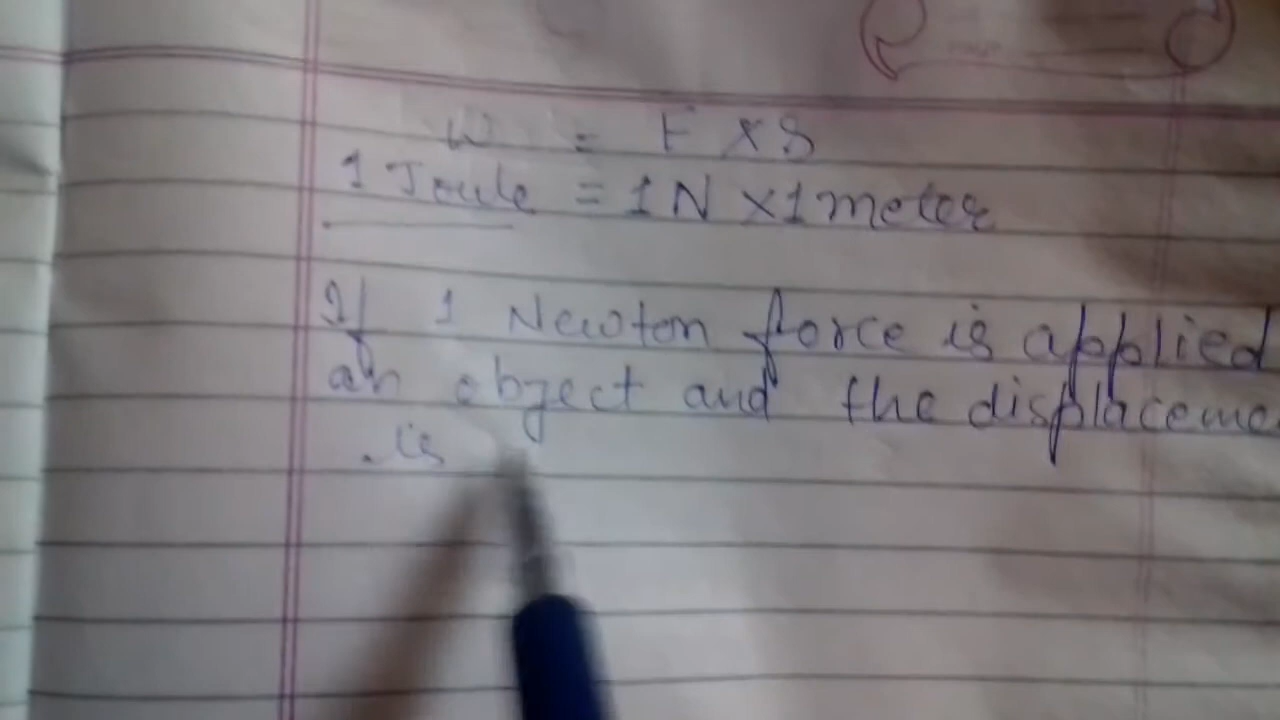 W = F X S
1 Joule = 1N X 1 meter
If 1 Newton force is applied
an object and the displaceme
is